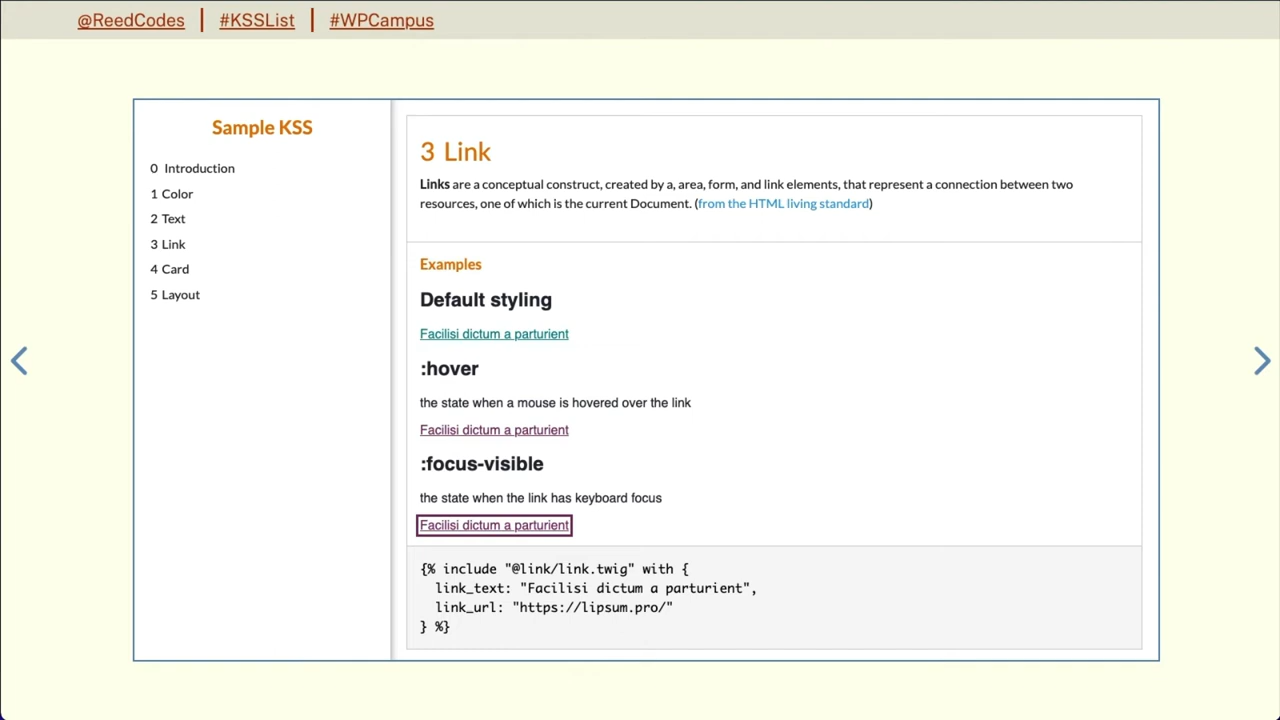 @ReedCodes | #KSSList | #WPCampus
Sample KSS
0 Introduction
1 Color
2 Text
3 Link
4 Card
5 Layout
3 Link
Links are a conceptual construct, created by a, area, form, and link elements, that represent a connection between two
resources, one of which is the current Document. (from the HTML living standard)
Examples
Default styling
Facilisi dictum a parturient
:hover
the state when a mouse is hovered over the link
Facilisi dictum a parturient
:focus-visible
the state when the link has keyboard focus
Facilisi dictum a parturient
{% include "@link/link.twig" with {
  link_text: "Facilisi dictum a parturient",
  link_url: "https://lipsum.pro/"
} %}